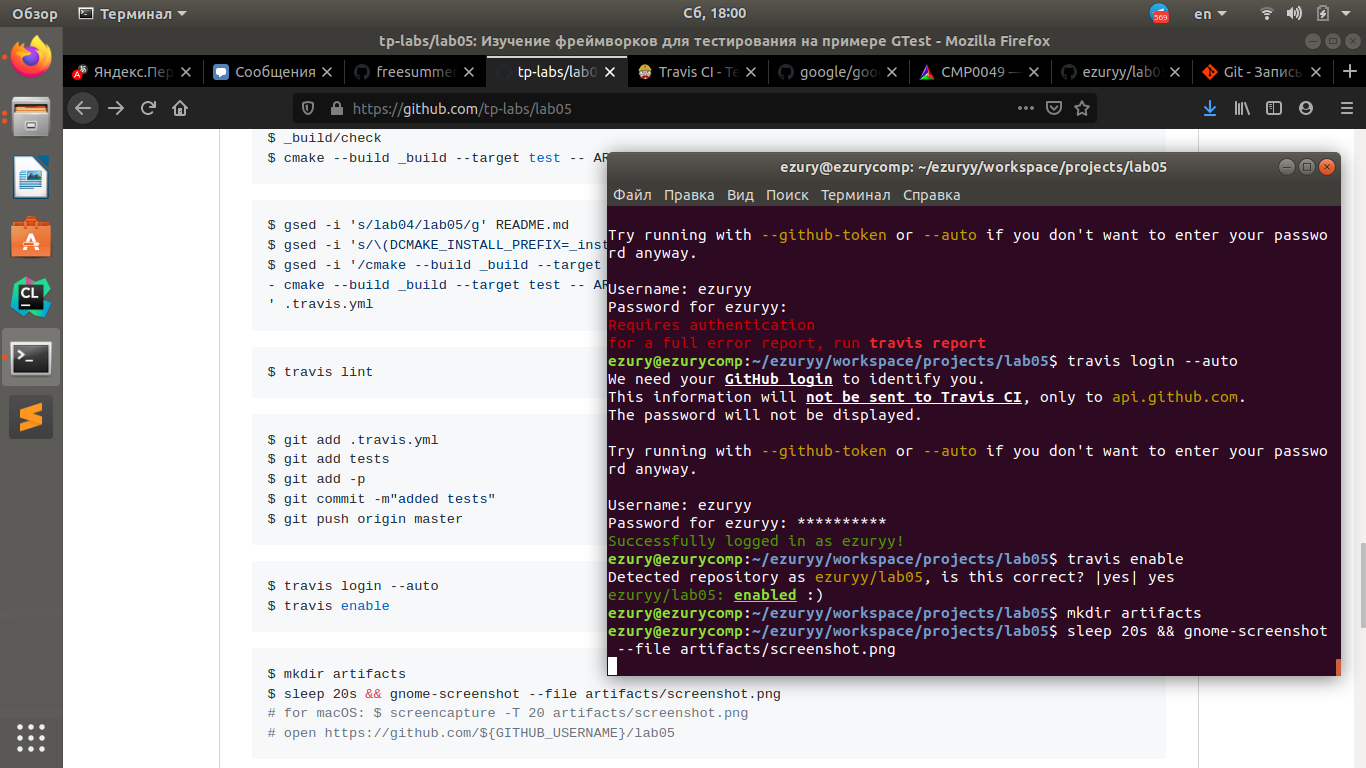 Обзор Терминал Сб, 18:00 569 en
tp-labs/lab05: Изучение фреймворков для тестирования на примере GTest - Mozilla Firefox
Яндекс.Пер Сообщения freesummer tp-labs/lab0 Travis CI - Te google/goo CMP0049 — ezuryy/lab0 Git - Запись
https://github.com/tp-labs/lab05
$ _build/check
$ cmake --build _build --target test -- AR
$ gsed -i 's/lab04/lab05/g' README.md
$ gsed -i 's/\(DCMAKE_INSTALL_PREFIX=_inst
$ gsed -i '/cmake --build _build --target
- cmake --build _build --target test -- AR
' .travis.yml
$ travis lint
$ git add .travis.yml
$ git add tests
$ git add -p
$ git commit -m"added tests"
$ git push origin master
$ travis login --auto
$ travis enable
$ mkdir artifacts
$ sleep 20s && gnome-screenshot --file artifacts/screenshot.png
# for macOS: $ screencapture -T 20 artifacts/screenshot.png
# open https://github.com/${GITHUB_USERNAME}/lab05
ezury@ezurycomp: ~/ezuryy/workspace/projects/lab05
Файл Правка Вид Поиск Терминал Справка
Try running with --github-token or --auto if you don't want to enter your passwo
rd anyway.
Username: ezuryy
Password for ezuryy:
Requires authentication
for a full error report, run travis report
ezury@ezurycomp:~/ezuryy/workspace/projects/lab05$ travis login --auto
We need your GitHub login to identify you.
This information will not be sent to Travis CI, only to api.github.com.
The password will not be displayed.
Try running with --github-token or --auto if you don't want to enter your passwo
rd anyway.
Username: ezuryy
Password for ezuryy: **********
Successfully logged in as ezuryy!
ezury@ezurycomp:~/ezuryy/workspace/projects/lab05$ travis enable
Detected repository as ezuryy/lab05, is this correct? |yes| yes
ezuryy/lab05: enabled :)
ezury@ezurycomp:~/ezuryy/workspace/projects/lab05$ mkdir artifacts
ezury@ezurycomp:~/ezuryy/workspace/projects/lab05$ sleep 20s && gnome-screenshot
--file artifacts/screenshot.png